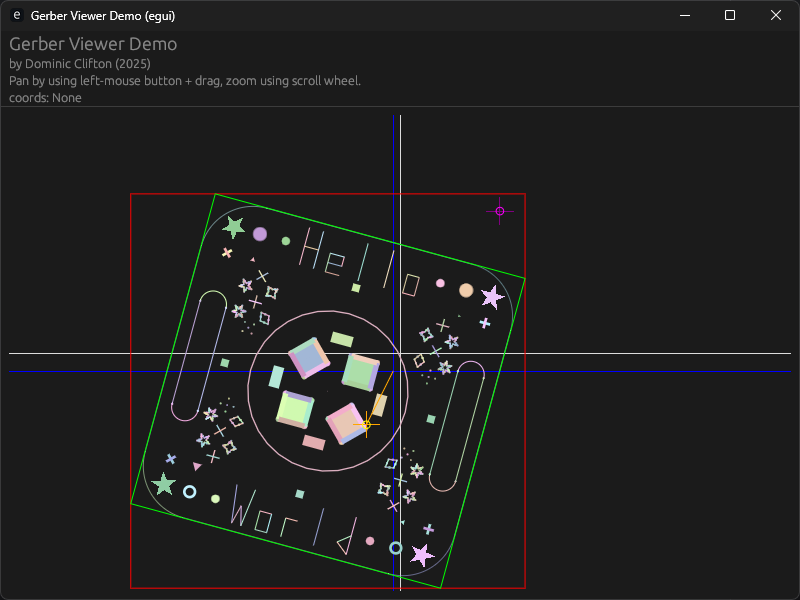 e Gerber Viewer Demo (egui)
Gerber Viewer Demo
by Dominic Clifton (2025)
Pan by using left-mouse button + drag, zoom using scroll wheel.
coords: None
Hello
World